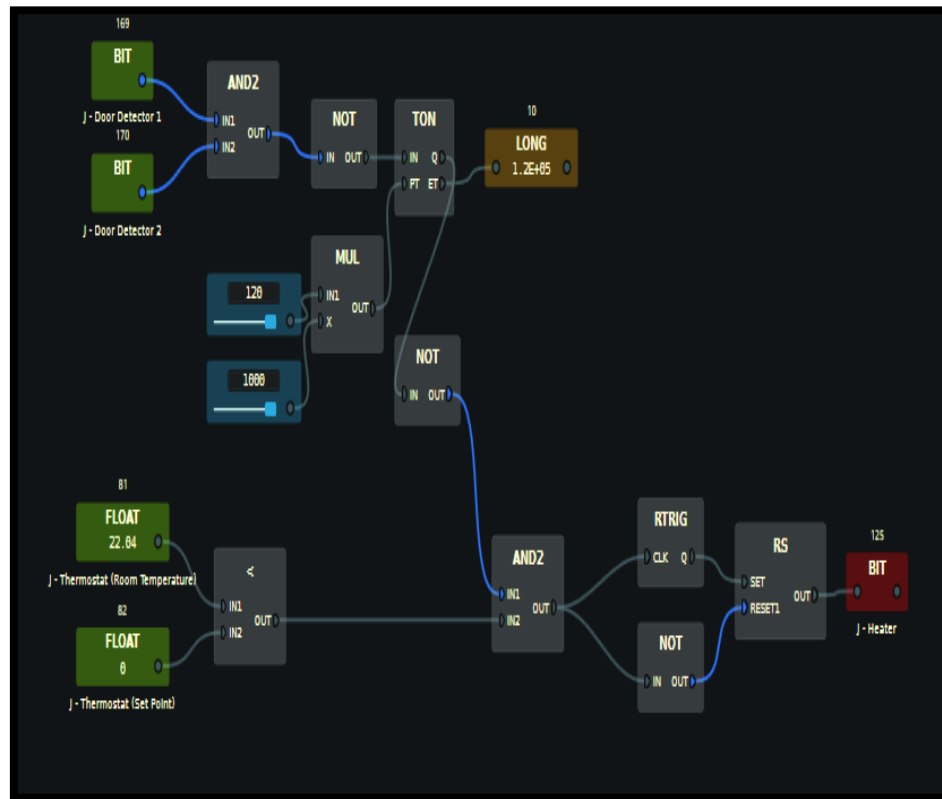 169
BIT
J - Door Detector 1
170
BIT
J - Door Detector 2
AND2
IN1
OUT
IN2
NOT
IN OUT
TON
IN Q
PT ET
10
LONG
1.2E+05
MUL
IN1
OUT
X
120
1000
NOT
IN OUT
81
FLOAT
22.04
J - Thermostat (Room Temperature)
82
FLOAT
0
J - Thermostat (Set Point)
<
IN1
OUT
IN2
AND2
IN1
OUT
IN2
RTRIG
CLK Q
NOT
IN OUT
RS
SET
OUT
RESET1
125
BIT
J - Heater